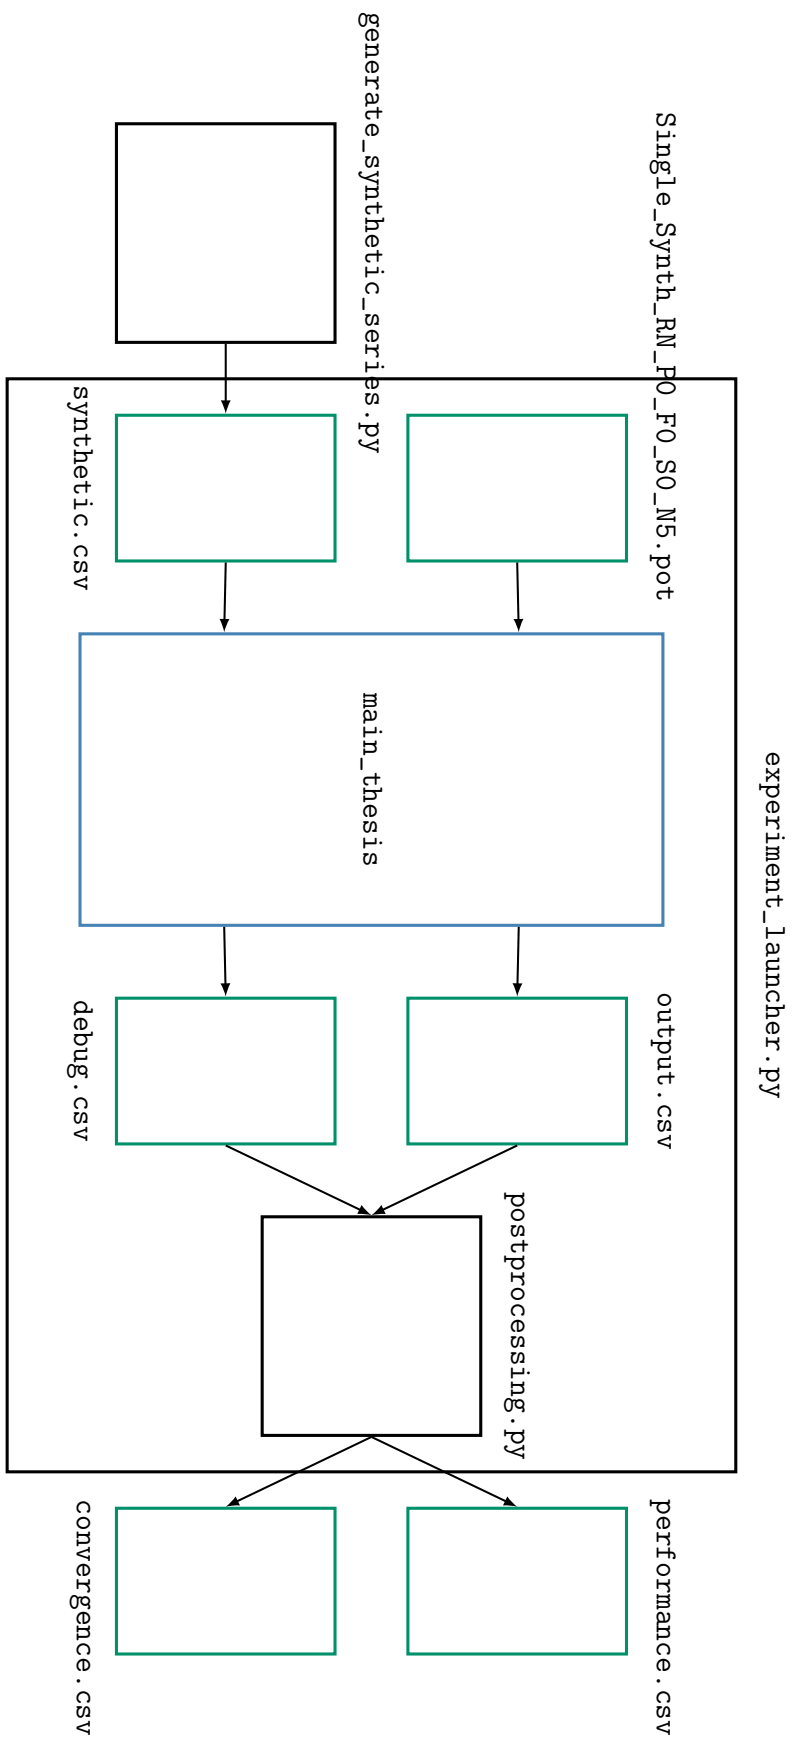 experiment_launcher.py
Single_Synth_RN_P0_F0_S0_N5.pot
output.csv
performance.csv
postprocessing.py
generate_synthetic_series.py
main_thesis
synthetic.csv
debug.csv
convergence.csv